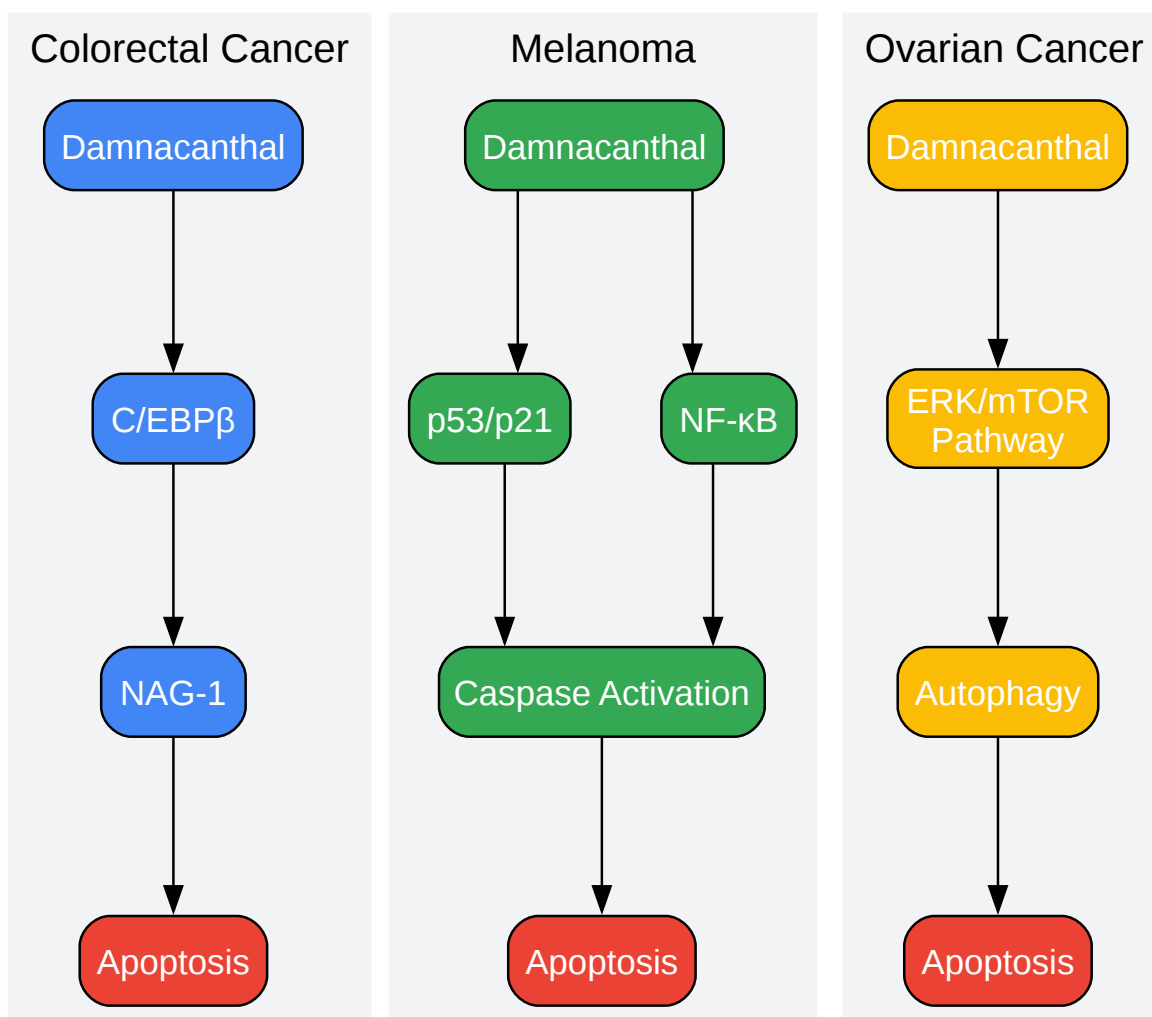 Colorectal Cancer
Damnacanthal
C/EBPβ
NAG-1
Apoptosis
Melanoma
Damnacanthal
p53/p21
NF-κB
Caspase Activation
Apoptosis
Ovarian Cancer
Damnacanthal
ERK/mTOR
Pathway
Autophagy
Apoptosis